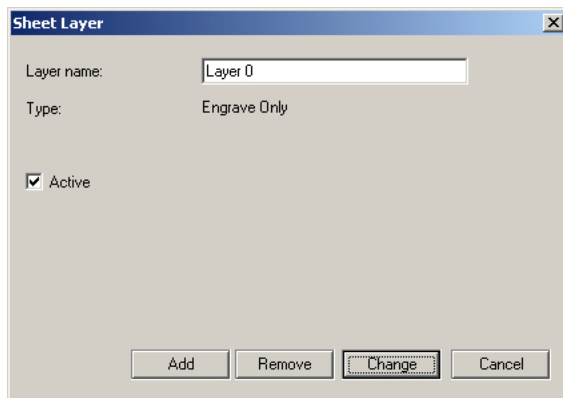 Sheet Layer
Layer name: Layer 0
Type: Engrave Only
Active
Add Remove Change Cancel